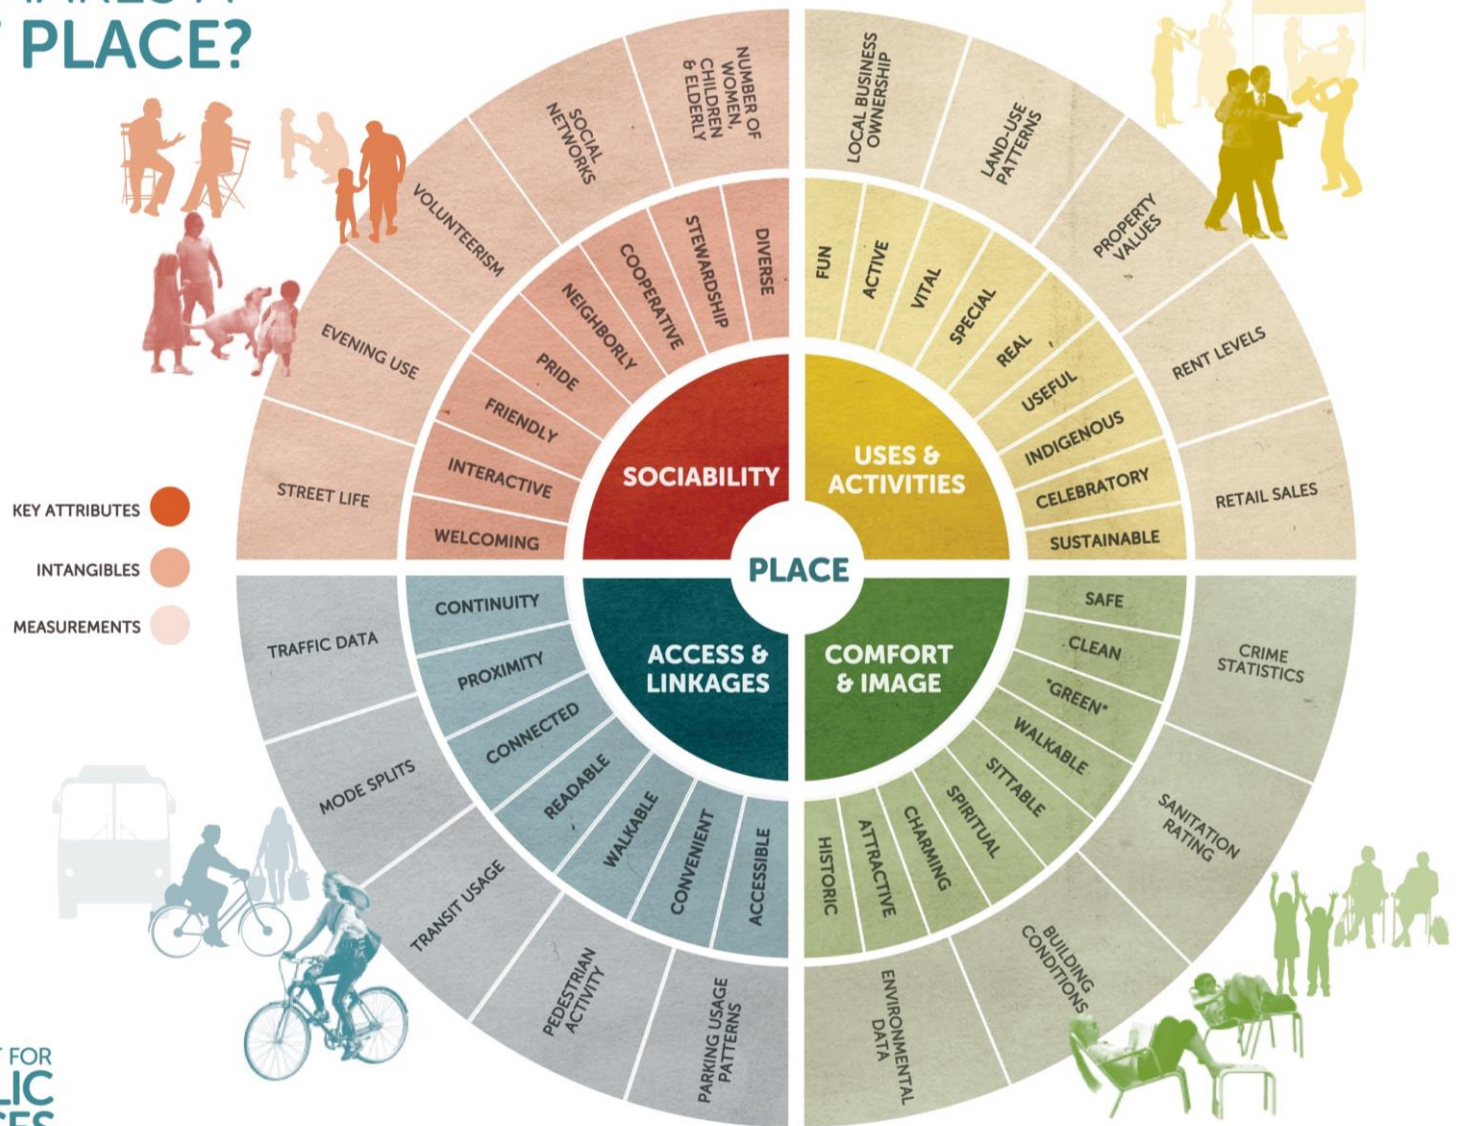 PLACE?
KEY ATTRIBUTES
INTANGIBLES
MEASUREMENTS
PLACE
SOCIABILITY
DIVERSE
STEWARDSHIP
COOPERATIVE
NEIGHBORLY
PRIDE
FRIENDLY
INTERACTIVE
WELCOMING
NUMBER OF
WOMEN,
CHILDREN
& ELDERLY
SOCIAL
NETWORKS
VOLUNTEERISM
EVENING USE
STREET LIFE
USES &
ACTIVITIES
FUN
ACTIVE
VITAL
SPECIAL
REAL
USEFUL
INDIGENOUS
CELEBRATORY
SUSTAINABLE
LOCAL BUSINESS
OWNERSHIP
LAND-USE
PATTERNS
PROPERTY
VALUES
RENT LEVELS
RETAIL SALES
ACCESS &
LINKAGES
CONTINUITY
PROXIMITY
CONNECTED
READABLE
WALKABLE
CONVENIENT
ACCESSIBLE
TRAFFIC DATA
MODE SPLITS
TRANSIT USAGE
PEDESTRIAN
ACTIVITY
PARKING USAGE
PATTERNS
COMFORT
& IMAGE
SAFE
CLEAN
"GREEN"
WALKABLE
SITTABLE
SPIRITUAL
CHARMING
ATTRACTIVE
HISTORIC
CRIME
STATISTICS
SANITATION
RATING
BUILDING
CONDITIONS
ENVIRONMENTAL
DATA
FOR